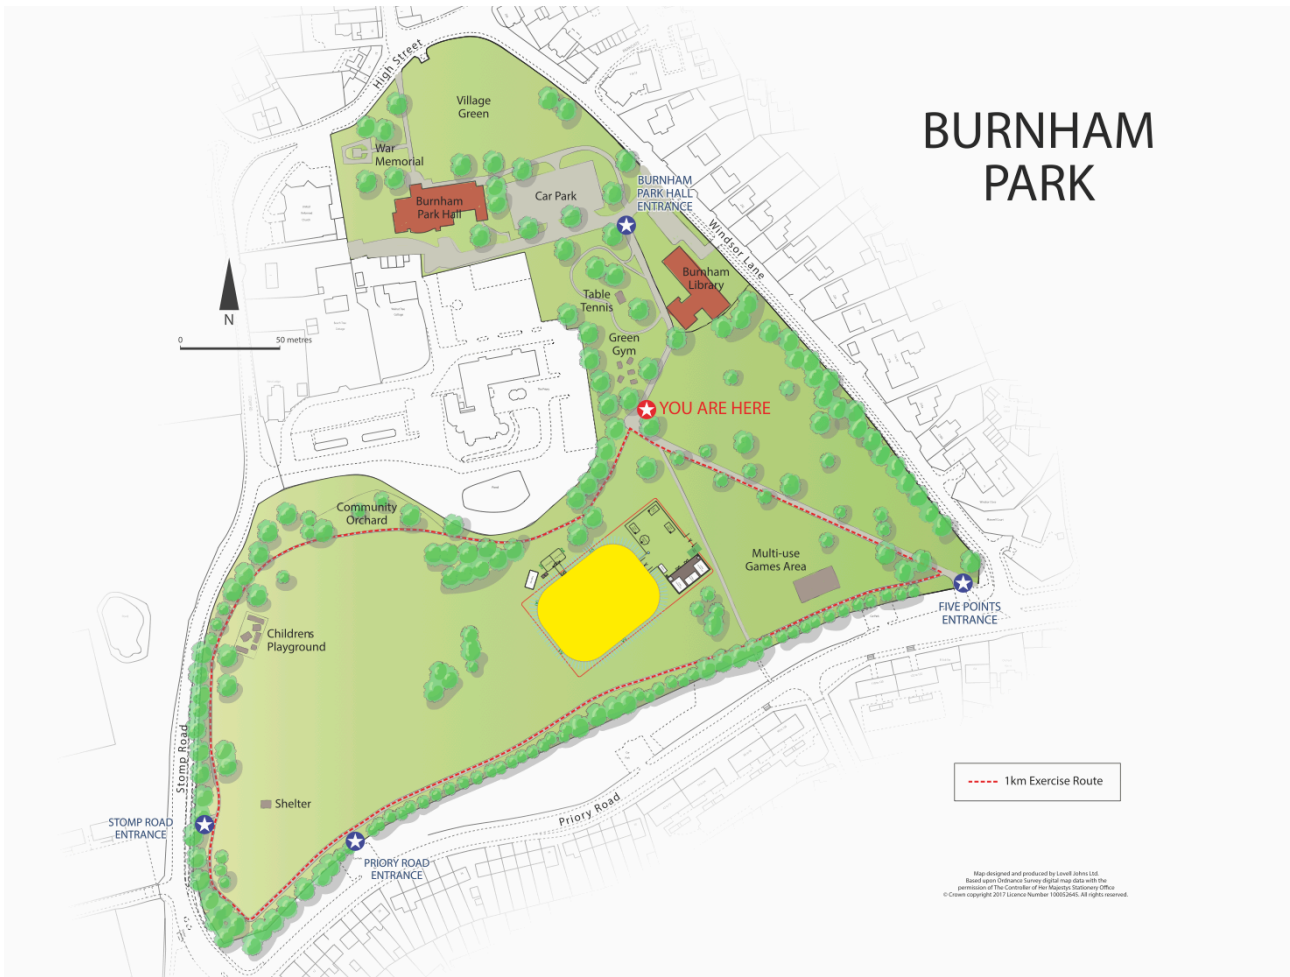 BURNHAM
PARK
High Street
Village
Green
War
Memorial
Burnham
Park Hall
Car Park
BURNHAM
PARK HALL
ENTRANCE
Windsor Lane
Burnham
Library
Table
Tennis
Green
Gym
N
0
50 metres
YOU ARE HERE
Community
Orchard
Multi-use
Games Area
FIVE POINTS
ENTRANCE
Childrens
Playground
Stomp Road
Shelter
STOMP ROAD
ENTRANCE
PRIORY ROAD
ENTRANCE
Priory Road
1km Exercise Route
Map designed and produced by Lovell Johns Ltd.
Based upon Ordnance Survey digital map data with the
permission of The Controller of Her Majestys Stationery Office
© Crown copyright 2017 Licence Number 100052645. All rights reserved.